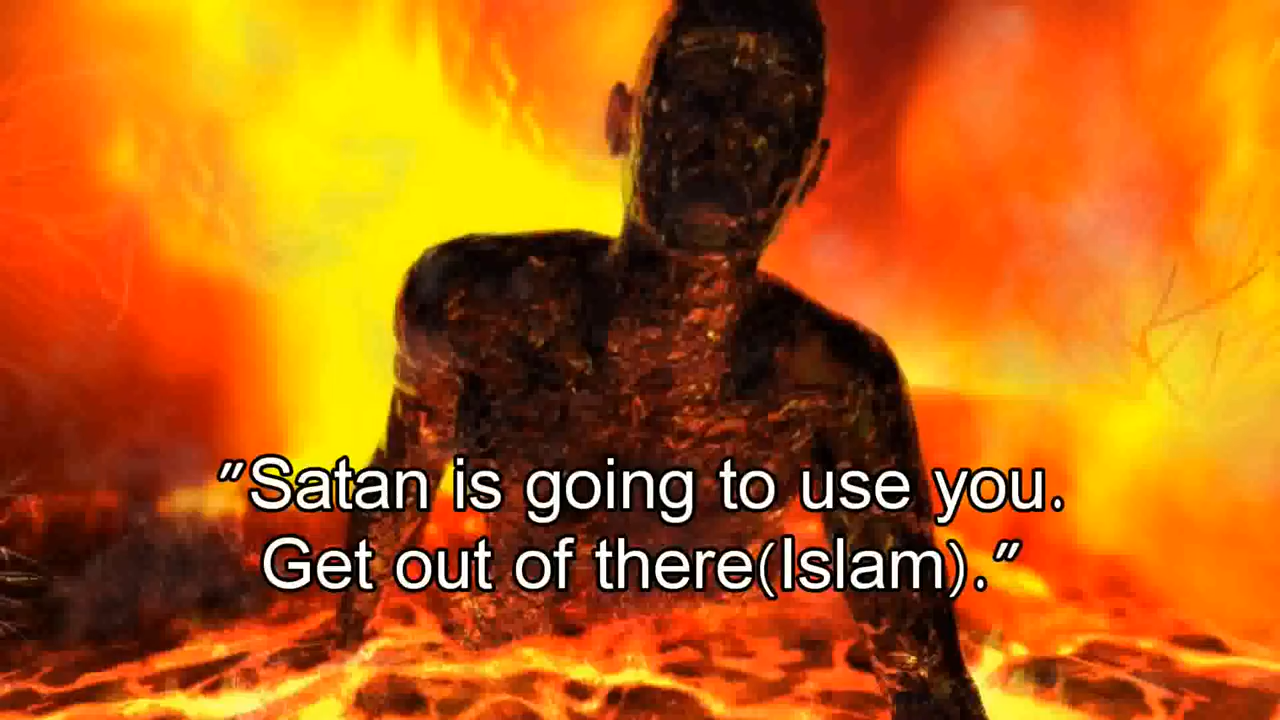 "Satan is going to use you.
Get out of there(Islam)."